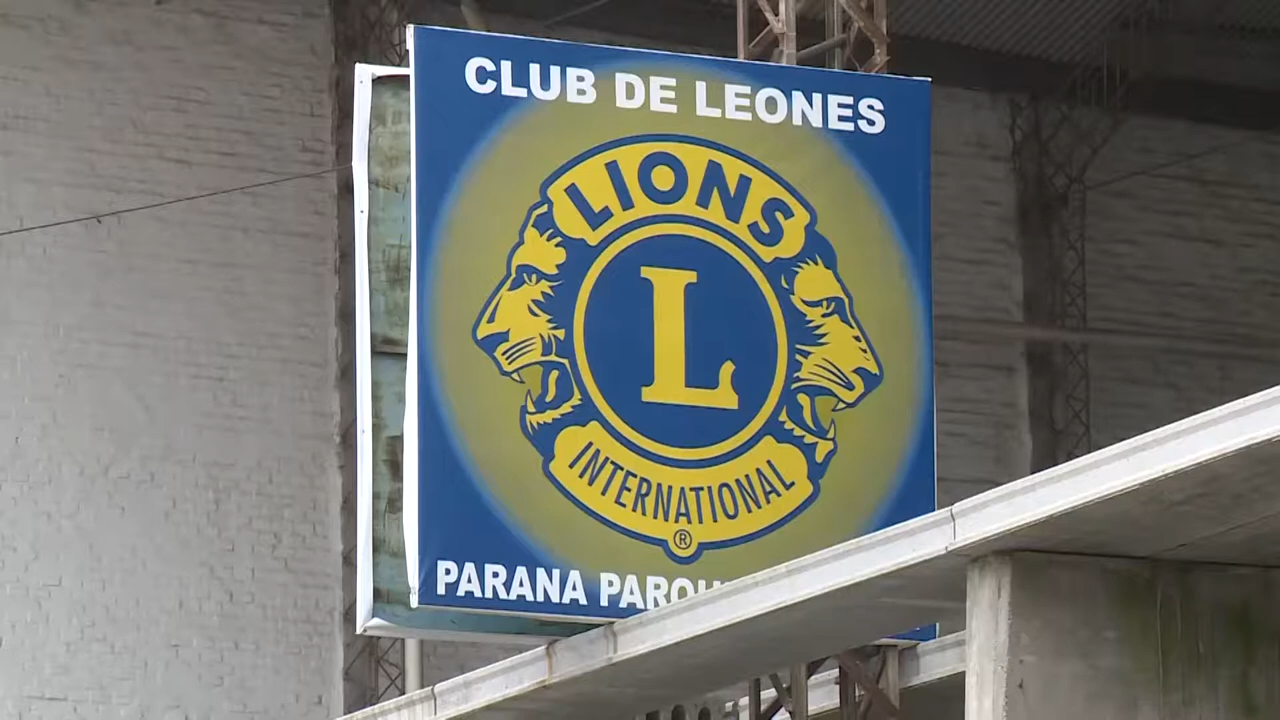 CLUB DE LEONES
LIONS
L
INTERNATIONAL
®
PARANA